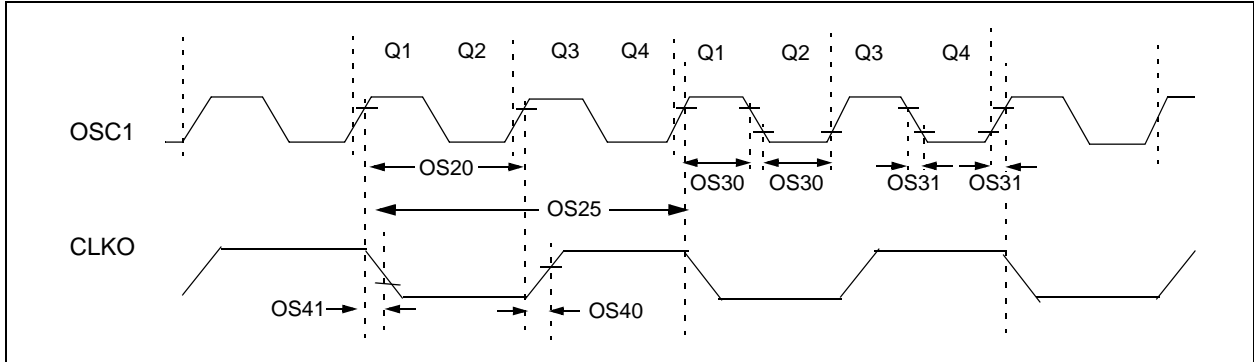 Q1 Q2 Q3 Q4 Q1 Q2 Q3 Q4
OSC1
OS20 OS30 OS30 OS31 OS31
OS25
CLKO
OS41 OS40